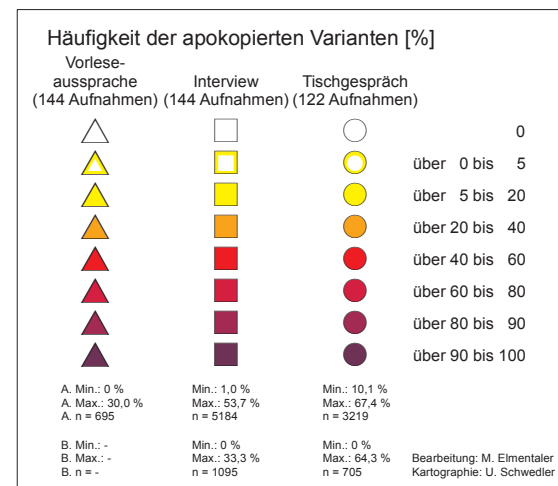 Häufigkeit der apokopierten Varianten [%]
Vorlese-
aussprache Interview Tischgespräch
(144 Aufnahmen) (144 Aufnahmen) (122 Aufnahmen)
0
über 0 bis 5
über 5 bis 20
über 20 bis 40
über 40 bis 60
über 60 bis 80
über 80 bis 90
über 90 bis 100
A. Min.: 0 % Min.: 1,0 % Min.: 10,1 %
A. Max.: 30,0 % Max.: 53,7 % Max.: 67,4 %
A. n = 695 n = 5184 n = 3219
B. Min.: - Min.: 0 % Min.: 0 %
B. Max.: - Max.: 33,3 % Max.: 64,3 % Bearbeitung: M. Elmentaler
B. n = - n = 1095 n = 705 Kartographie: U. Schwedler